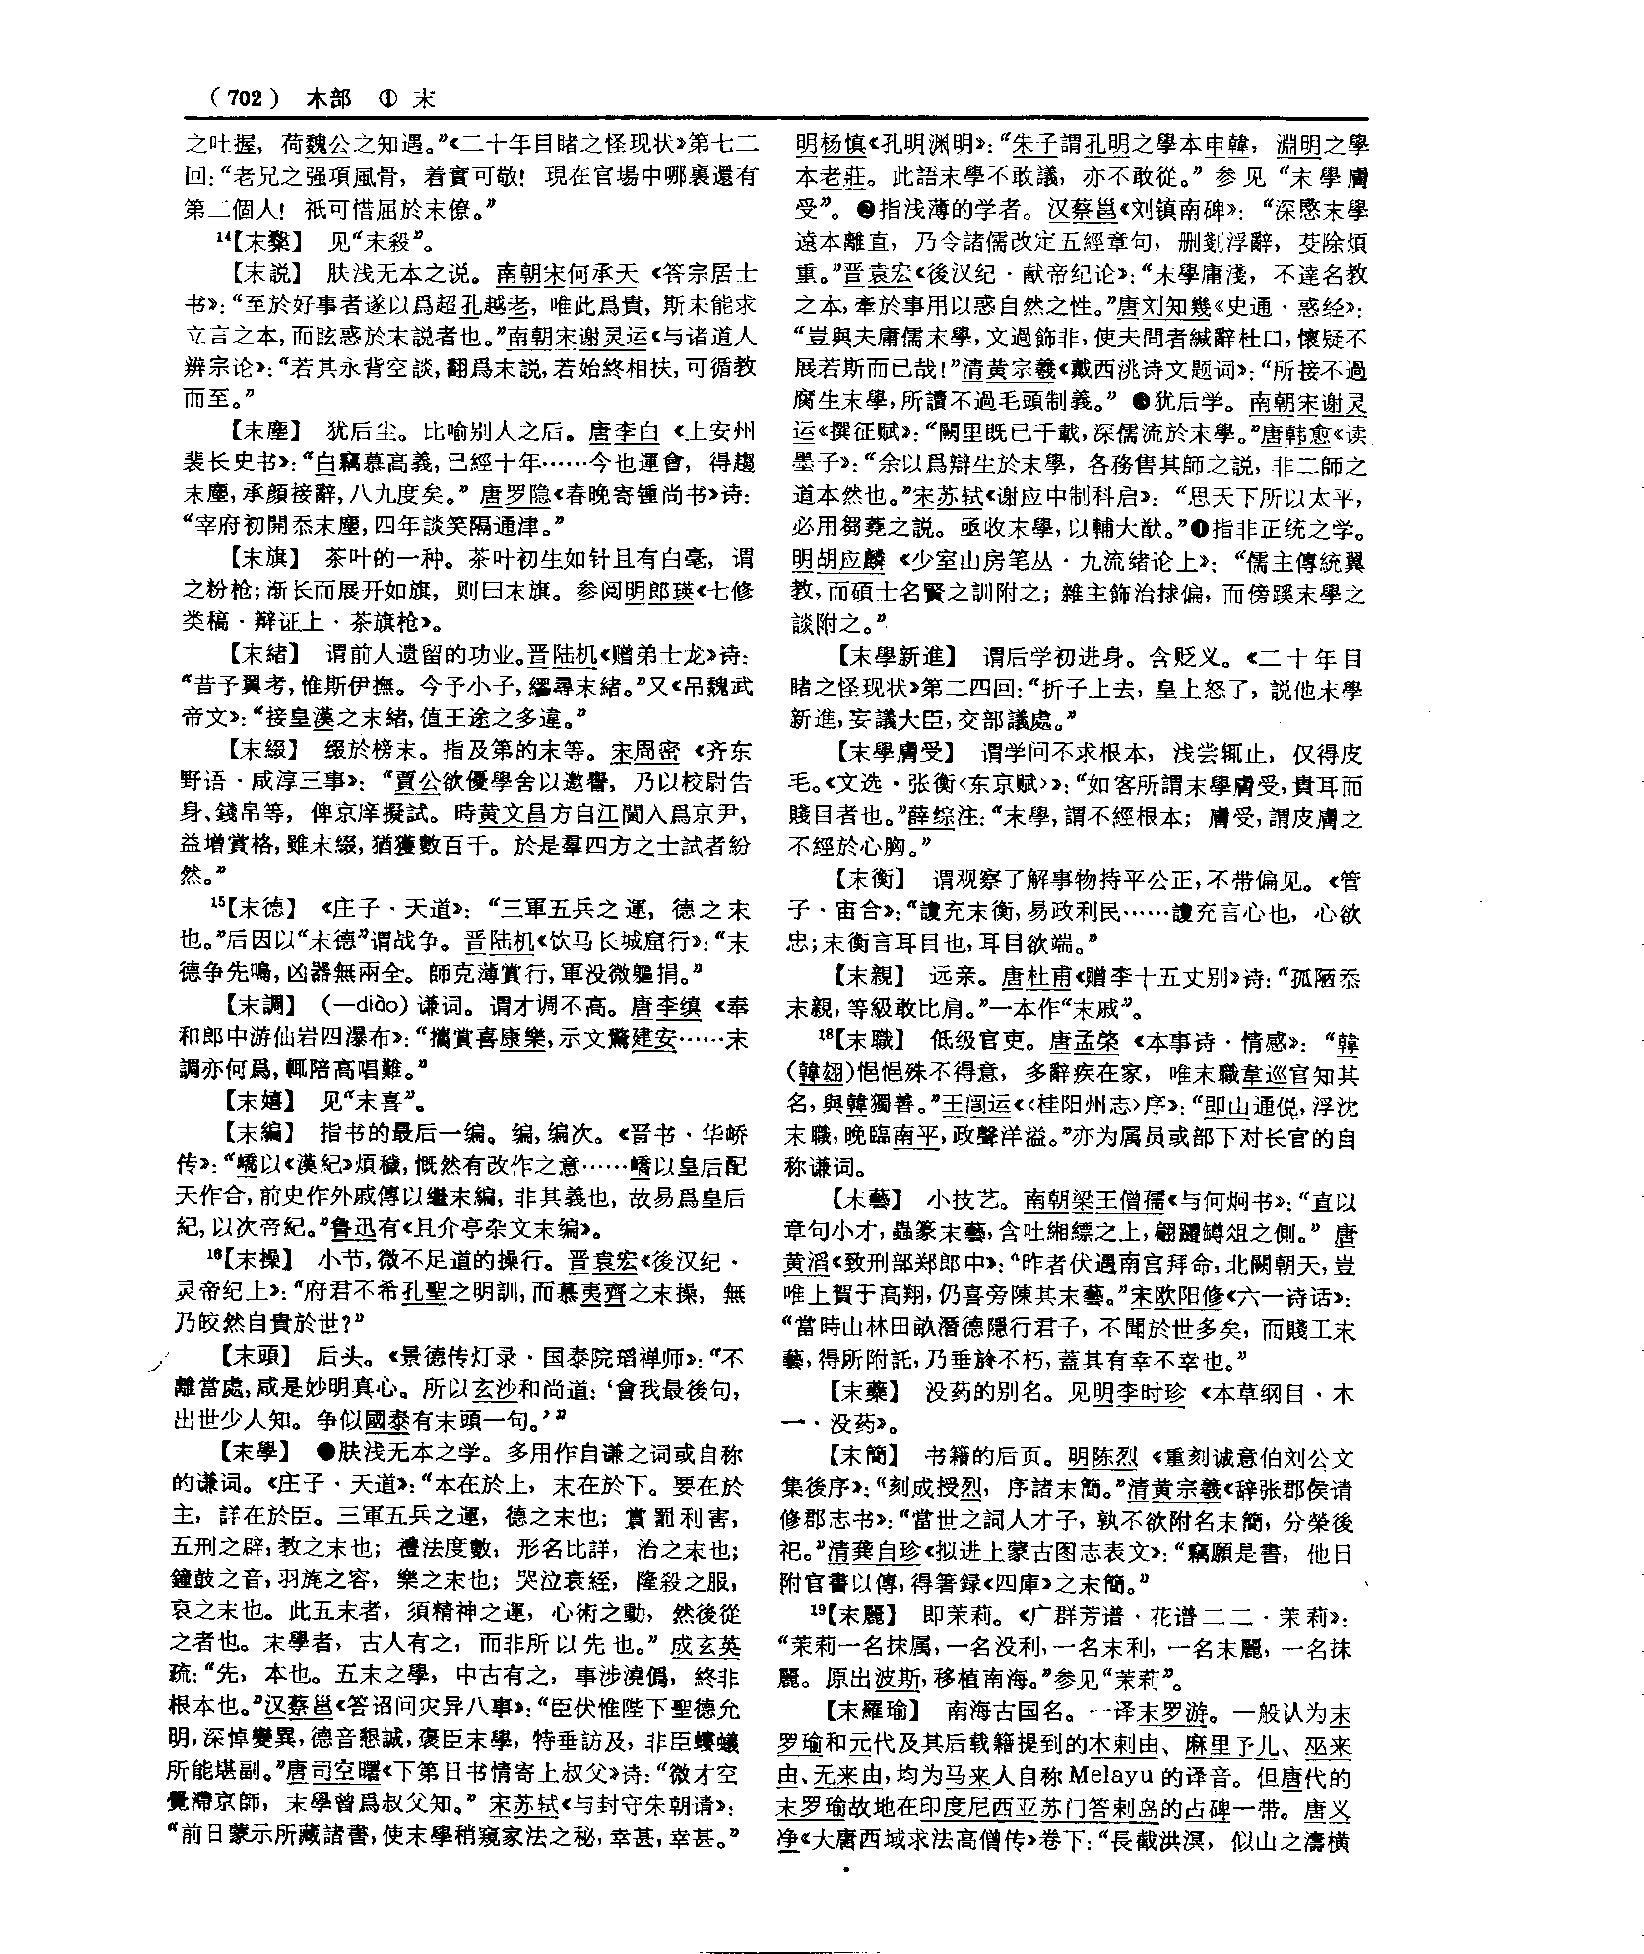 （702） 木部 ① 末
之吐握，荷魏公之知遇。”《二十年目睹之怪现状》第七二
回：“老兄之强項風骨，着實可敬！現在官場中哪裏還有
第二個人！祇可惜屈於末僚。”
14【末㮣】 见“末殺”。
【末説】 肤浅无本之说。南朝宋何承天《答宗居士
书》：“至於好事者遂以爲超孔越老，唯此爲貴，斯未能求
立言之本，而眩惑於末説者也。”南朝宋谢灵运《与诸道人
辨宗论》：“若其永背空談，翻爲末説，若始終相扶，可循教
而至。”
【末塵】 犹后尘。比喻别人之后。唐李白《上安州
裴长史书》：“白竊慕高義，已經十年……今也運會，得趨
末塵，承顔接辭，八九度矣。”唐罗隐《春晚寄锺尚书》诗：
“宰府初開忝末塵，四年談笑隔通津。”
【末旗】 茶叶的一种。茶叶初生如针且有白毫，谓
之粉枪；渐长而展开如旗，则曰末旗。参阅明郎瑛《七修
类稿·辩证上·茶旗枪》。
【末緒】 谓前人遗留的功业。晋陆机《赠弟士龙》诗：
“昔予翼考，惟斯伊撫。今予小子，繆尋末緒。”又《吊魏武
帝文》：“接皇漢之末緒，值王途之多違。”
【末綴】 缀於榜末。指及第的末等。宋周密《齐东
野语·咸淳三事》：“賈公欲優學舍以邀譽，乃以校尉告
身、錢帛等，俾京庠擬試。時黄文昌方自江閫入爲京尹，
益增賞格，雖末綴，猶獲數百千。於是羣四方之士試者紛
然。”
15【末德】 《庄子·天道》：“三軍五兵之運，德之末
也。”后因以“末德”谓战争。晋陆机《饮马长城窟行》：“末
德争先鳴，凶器無兩全。師克薄賞行，軍没微軀捐。”
【末調】 （—diào）谦词。谓才调不高。唐李缜《奉
和郎中游仙岩四瀑布》：“攜賞喜康樂，示文驚建安……末
調亦何爲，輒陪高唱難。”
【末嬉】 见“末喜”。
【末編】 指书的最后一编。编，编次。《晋书·华峤
传》：“嶠以《漢紀》煩穢，慨然有改作之意……嶠以皇后配
天作合，前史作外戚傳以繼末編，非其義也，故易爲皇后
紀，以次帝紀。”鲁迅有《且介亭杂文末编》。
16【末操】 小节，微不足道的操行。晋袁宏《後汉纪·
灵帝纪上》：“府君不希孔聖之明訓，而慕夷齊之末操，無
乃皎然自貴於世？”
【末頭】 后头。《景德传灯录·国泰院瑫禅师》：“不
離當處，咸是妙明真心。所以玄沙和尚道：‘會我最後句，
出世少人知。争似國泰有末頭一句。’”
【末學】 ❶肤浅无本之学。多用作自谦之词或自称
的谦词。《庄子·天道》：“本在於上，末在於下。要在於
主，詳在於臣。三軍五兵之運，德之末也；賞罰利害，
五刑之辟，教之末也；禮法度數，形名比詳，治之末也；
鐘鼓之音，羽旄之容，樂之末也；哭泣衰絰，隆殺之服，
哀之末也。此五末者，須精神之運，心術之動，然後從
之者也。末學者，古人有之，而非所以先也。”成玄英
疏：“先，本也。五末之學，中古有之，事涉澆僞，終非
根本也。”汉蔡邕《答诏问灾异八事》：“臣伏惟陛下聖德允
明，深悼變異，德音懇誠，褒臣末學，特垂訪及，非臣螻蟻
所能堪副。”唐司空曙《下第日书情寄上叔父》诗：“微才空
覺滯京師，末學曾爲叔父知。”宋苏轼《与封守朱朝请》：
“前日蒙示所藏諸書，使末學稍窺家法之秘，幸甚，幸甚。”
明杨慎《孔明渊明》：“朱子謂孔明之學本申韓，淵明之學
本老莊。此語末學不敢議，亦不敢從。”参见“末學膚
受”。❷指浅薄的学者。汉蔡邕《刘镇南碑》：“深愍末學
遠本離直，乃令諸儒改定五經章句，删剗浮辭，芟除煩
重。”晋袁宏《後汉纪·献帝纪论》：“末學庸淺，不達名教
之本，牽於事用以惑自然之性。”唐刘知幾《史通·惑经》：
“豈與夫庸儒末學，文過飾非，使夫問者緘辭杜口，懷疑不
展若斯而已哉！”清黄宗羲《戴西洮诗文题词》：“所接不過
腐生末學，所讀不過毛頭制義。” ❸犹后学。南朝宋谢灵
运《撰征赋》：“闕里既已千載，深儒流於末學。”唐韩愈《读
墨子》：“余以爲辯生於末學，各務售其師之説，非二師之
道本然也。”宋苏轼《谢应中制科启》：“思天下所以太平，
必用芻蕘之説。亟收末學，以輔大猷。”❹指非正统之学。
明胡应麟《少室山房笔丛·九流绪论上》：“儒主傳統翼
教，而碩士名賢之訓附之；雜主飾治捄偏，而傍蹊末學之
談附之。”
【末學新進】 谓后学初进身。含贬义。《二十年目
睹之怪现状》第二四回：“折子上去，皇上怒了，説他末學
新進，妄議大臣，交部議處。”
【末學膚受】 谓学问不求根本，浅尝辄止，仅得皮
毛。《文选·张衡〈东京赋〉》：“如客所謂末學膚受，貴耳而
賤目者也。”薛综注：“末學，謂不經根本；膚受，謂皮膚之
不經於心胸。”
【末衡】 谓观察了解事物持平公正，不带偏见。《管
子·宙合》：“讂充末衡，易政利民……讂充言心也，心欲
忠；末衡言耳目也，耳目欲端。”
【末親】 远亲。唐杜甫《赠李十五丈别》诗：“孤陋忝
末親，等級敢比肩。”一本作“末戚”。
18【末職】 低级官吏。唐孟棨《本事诗·情感》：“韓
（韓翃）悒悒殊不得意，多辭疾在家，唯末職韋巡官知其
名，與韓獨善。”王闿运《〈桂阳州志〉序》：“即山通侻，浮沈
末職，晚臨南平，政聲洋溢。”亦为属员或部下对长官的自
称谦词。
【末藝】 小技艺。南朝梁王僧孺《与何炯书》：“直以
章句小才，蟲篆末藝，含吐緗縹之上，翩躚罇俎之側。”唐
黄滔《致刑部郑郎中》：“昨者伏遇南宫拜命，北闕朝天，豈
唯上賀于高翔，仍喜旁陳其末藝。”宋欧阳修《六一诗话》：
“當時山林田畝潛德隱行君子，不聞於世多矣，而賤工末
藝，得所附託，乃垂於不朽，蓋其有幸不幸也。”
【末藥】 没药的别名。见明李时珍《本草纲目·木
一·没药》。
【末簡】 书籍的后页。明陈烈《重刻诚意伯刘公文
集後序》：“刻成授烈，序諸末簡。”清黄宗羲《辞张郡侯请
修郡志书》：“當世之詞人才子，孰不欲附名末簡，分榮後
祀。”清龚自珍《拟进上蒙古图志表文》：“竊願是書，他日
附官書以傳，得箸録《四庫》之末簡。”
19【末麗】 即茉莉。《广群芳谱·花谱二二·茉莉》：
“茉莉一名抹厉，一名没利，一名末利，一名末麗，一名抹
麗。原出波斯，移植南海。”参见“茉莉”。
【末羅瑜】 南海古国名。一译末罗游。一般认为末
罗瑜和元代及其后载籍提到的木剌由、麻里予儿、巫来
由、无来由，均为马来人自称Melayu的译音。但唐代的
末罗瑜故地在印度尼西亚苏门答剌岛的占碑一带。唐义
净《大唐西域求法高僧传》卷下：“長截洪溟，似山之濤横